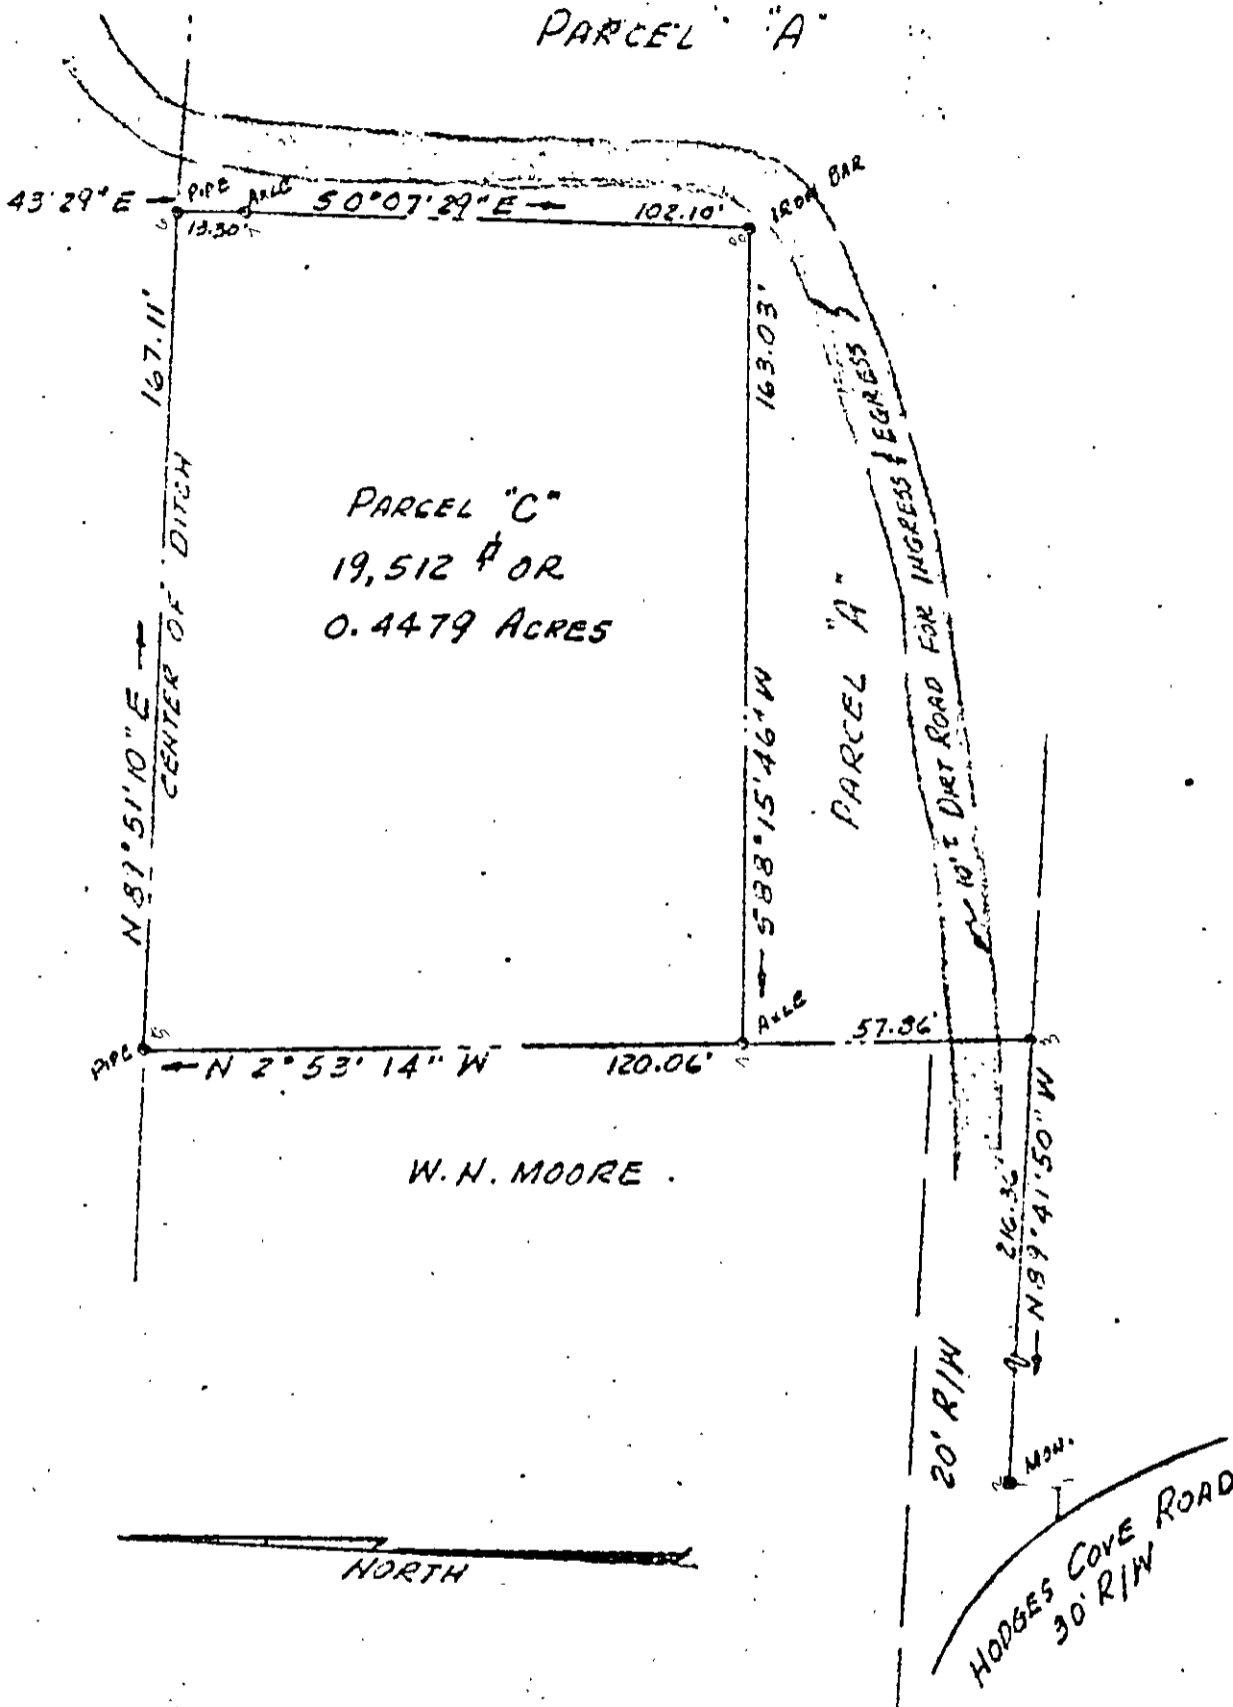 PARCEL "A"
43'29" E
PIPE
AXLE
S 0° 07' 29" E
102.10'
IRON BAR
13.30'
167.11'
163.03'
CENTER OF DITCH
N 87° 51' 10" E
PARCEL "C"
19,512 ⏍ OR
0.4479 ACRES
S 88° 15' 46" W
PARCEL "A"
10' ± DIRT ROAD FOR INGRESS & EGRESS
PIPE
N 2° 53' 14" W
120.06'
AXLE
57.86'
W. H. MOORE
216.36'
N 89° 41' 50" W
20' R/W
MON.
NORTH
HODGES COVE ROAD
30' R/W